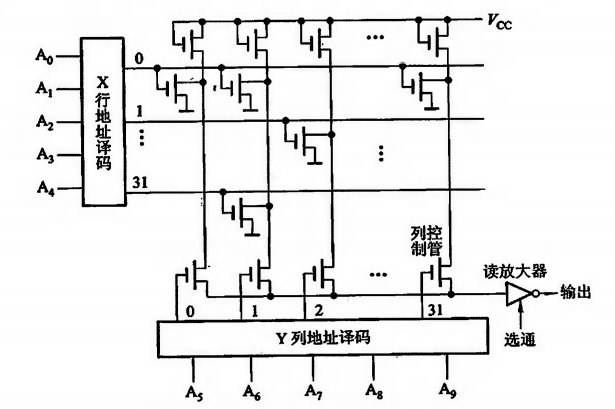 V_CC
...
A_0
A_1
A_2
A_3
A_4
X
行地址译码
0
1
31
...
...
列控
制管
...
读放大器
输出
选通
0
1
2
31
Y 列地址译码
A_5
A_6
A_7
A_8
A_9